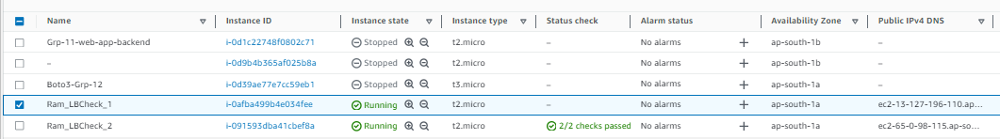 Name Instance ID Instance state Instance type Status check Alarm status Availability Zone Public IPv4 DNS
Grp-11-web-app-backend i-0d1c22748f0802c71 Stopped t2.micro – No alarms + ap-south-1b –
– i-0d9b4b365af025b8a Stopped t2.micro – No alarms + ap-south-1b –
Boto3-Grp-12 i-0d39ae77e7cc59eb1 Stopped t3.micro – No alarms + ap-south-1a –
Ram_LBCheck_1 i-0afba499b4e034fee Running t2.micro – No alarms + ap-south-1a ec2-13-127-196-110.ap...
Ram_LBCheck_2 i-091593dba41cbef8a Running t2.micro 2/2 checks passed No alarms + ap-south-1a ec2-65-0-98-115.ap-so...